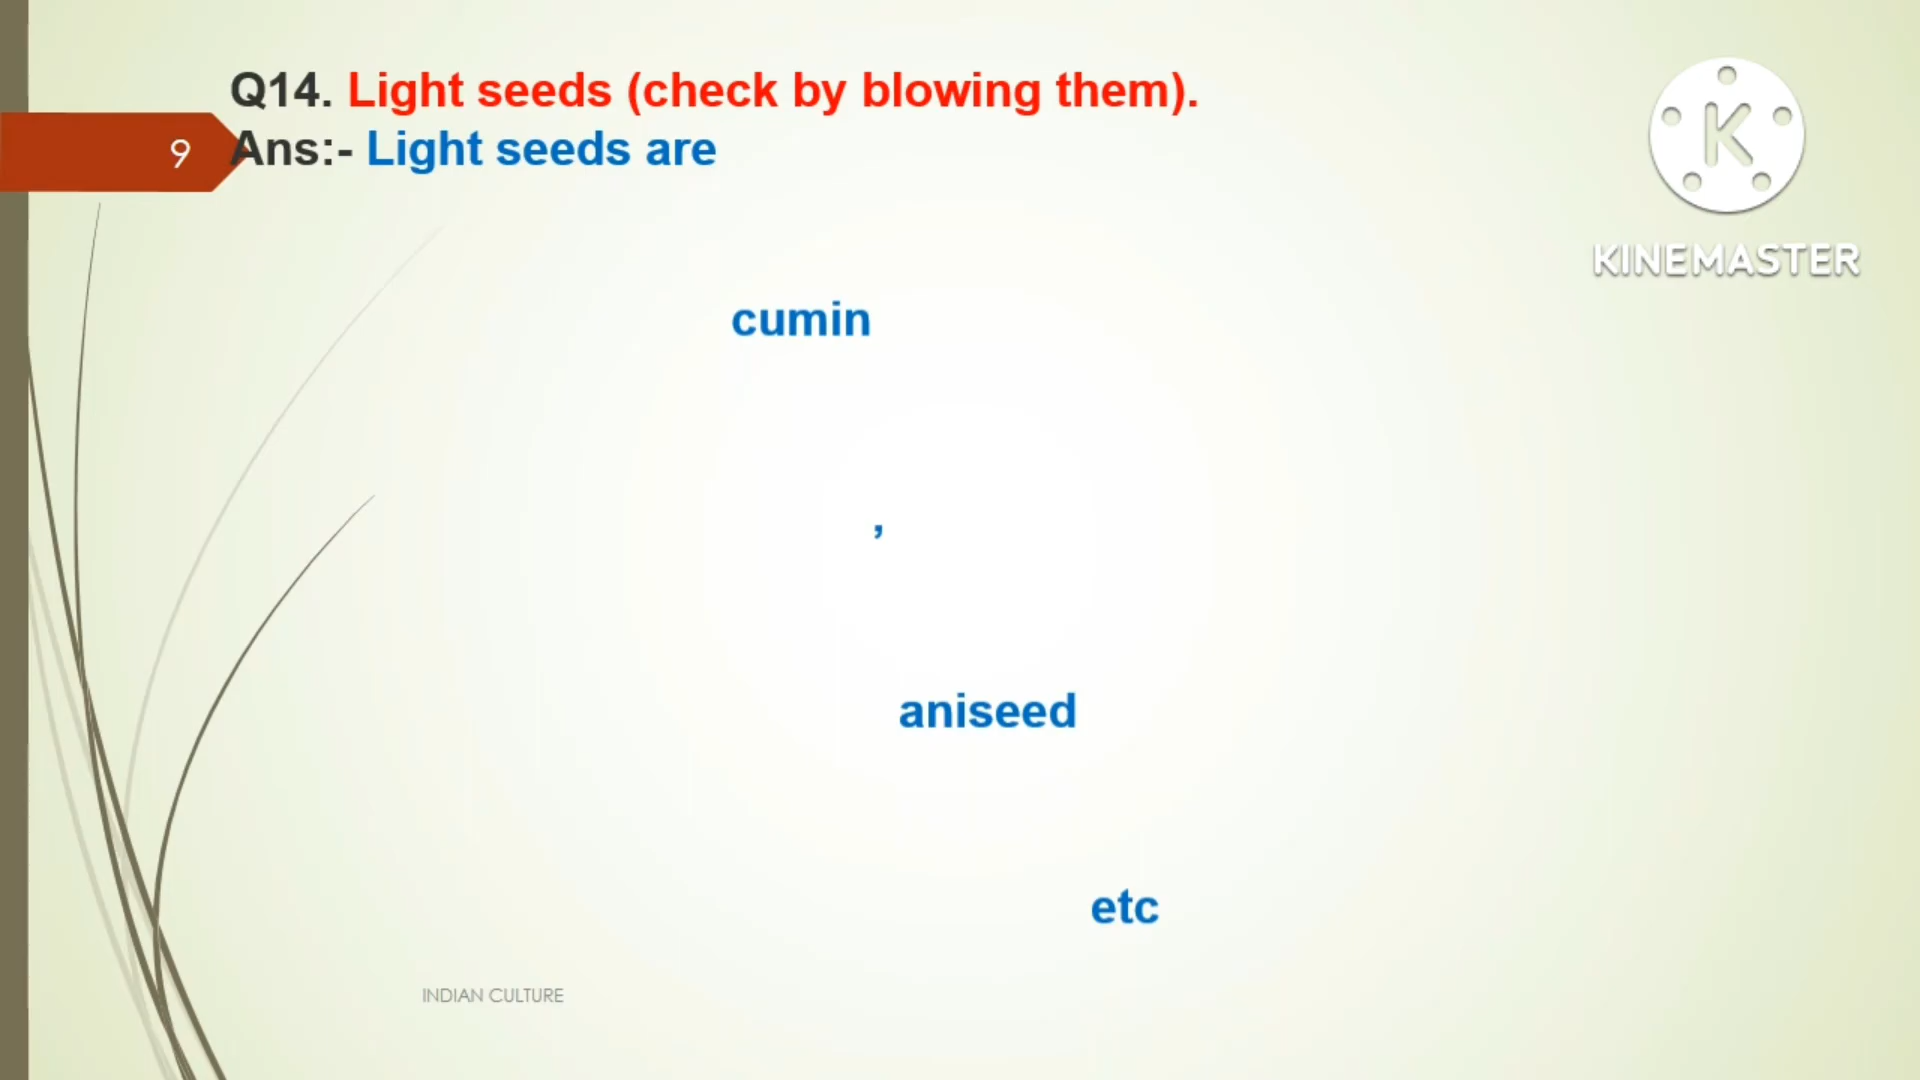 Q14. Light seeds (check by blowing them).
9
Ans:- Light seeds are
K
KINEMASTER
cumin
,
aniseed
etc
INDIAN CULTURE